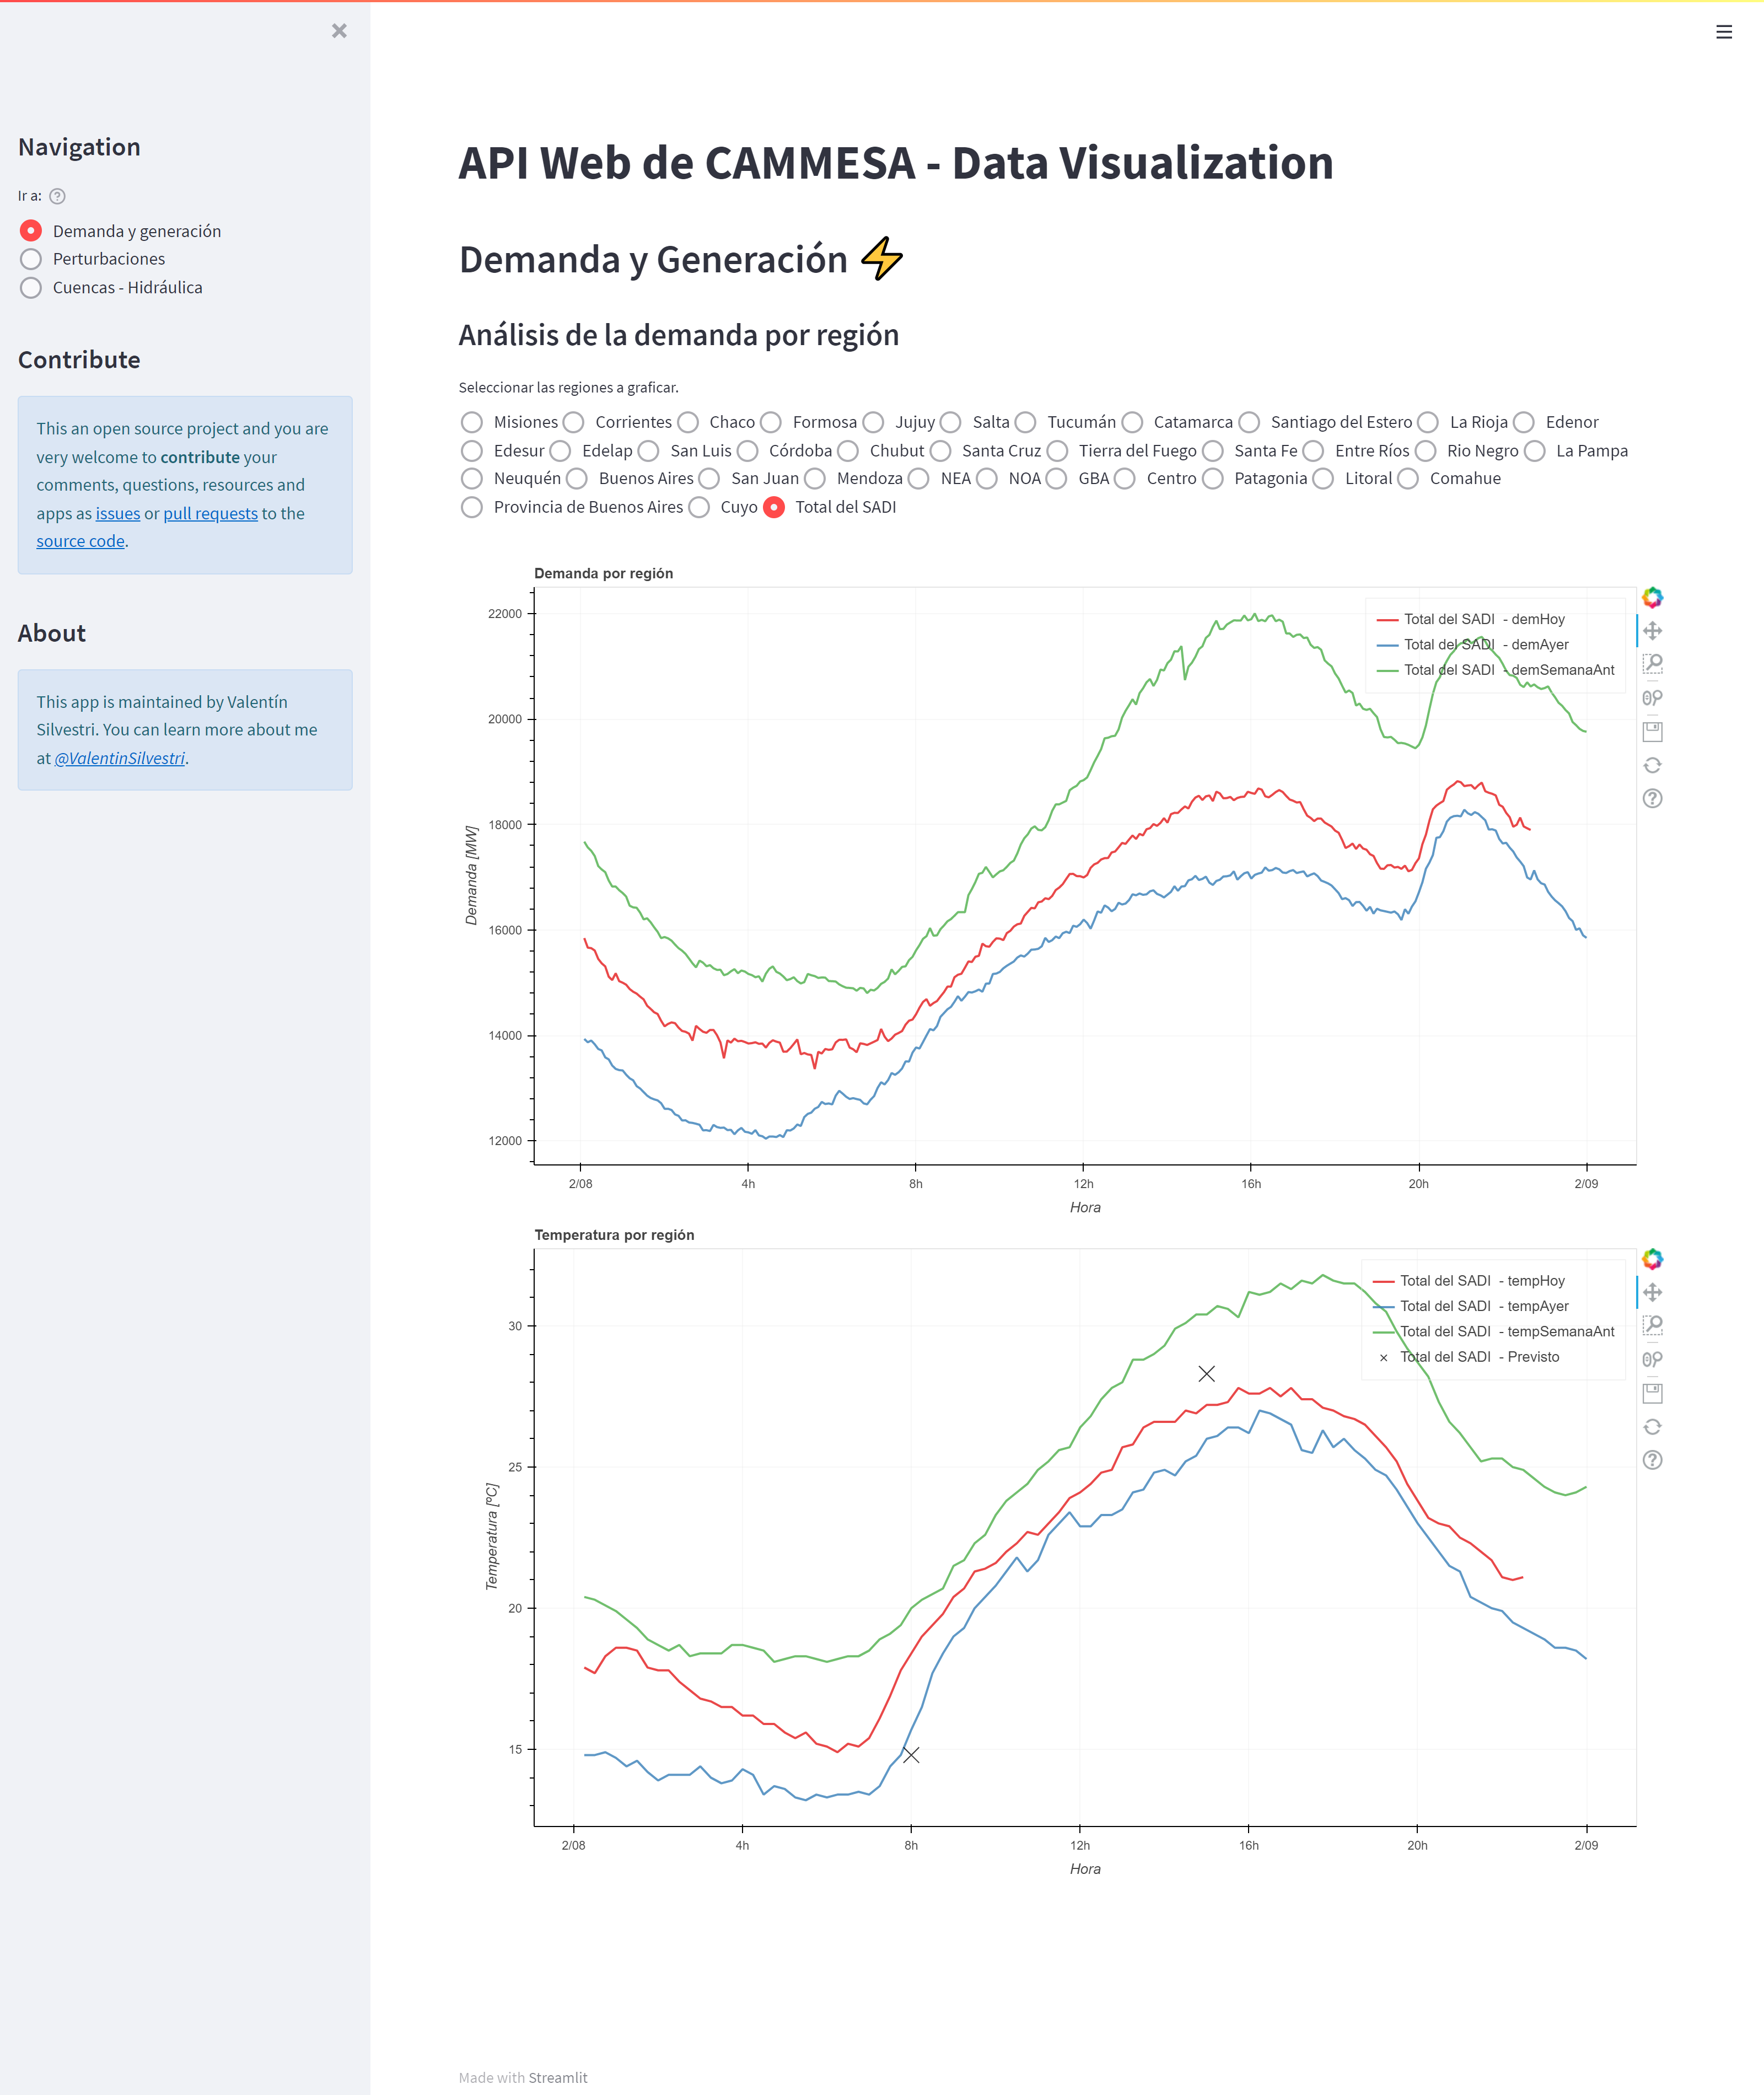 Navigation
Ir a:
Demanda y generación
Perturbaciones
Cuencas - Hidráulica
Contribute
This an open source project and you are
very welcome to contribute your
comments, questions, resources and
apps as issues or pull requests to the
source code.
About
This app is maintained by Valentín
Silvestri. You can learn more about me
at @ValentinSilvestri.
API Web de CAMMESA - Data Visualization
Demanda y Generación
Análisis de la demanda por región
Seleccionar las regiones a graficar.
Misiones Corrientes Chaco Formosa Jujuy Salta Tucumán Catamarca Santiago del Estero La Rioja Edenor
Edesur Edelap San Luis Córdoba Chubut Santa Cruz Tierra del Fuego Santa Fe Entre Ríos Rio Negro La Pampa
Neuquén Buenos Aires San Juan Mendoza NEA NOA GBA Centro Patagonia Litoral Comahue
Provincia de Buenos Aires Cuyo Total del SADI
Demanda por región
Total del SADI - demHoy
Total del SADI - demAyer
Total del SADI - demSemanaAnt
22000
20000
18000
16000
14000
12000
Demanda [MW]
2/08 4h 8h 12h 16h 20h 2/09
Hora
Temperatura por región
Total del SADI - tempHoy
Total del SADI - tempAyer
Total del SADI - tempSemanaAnt
Total del SADI - Previsto
30
25
20
15
Temperatura [ºC]
2/08 4h 8h 12h 16h 20h 2/09
Hora
Made with Streamlit